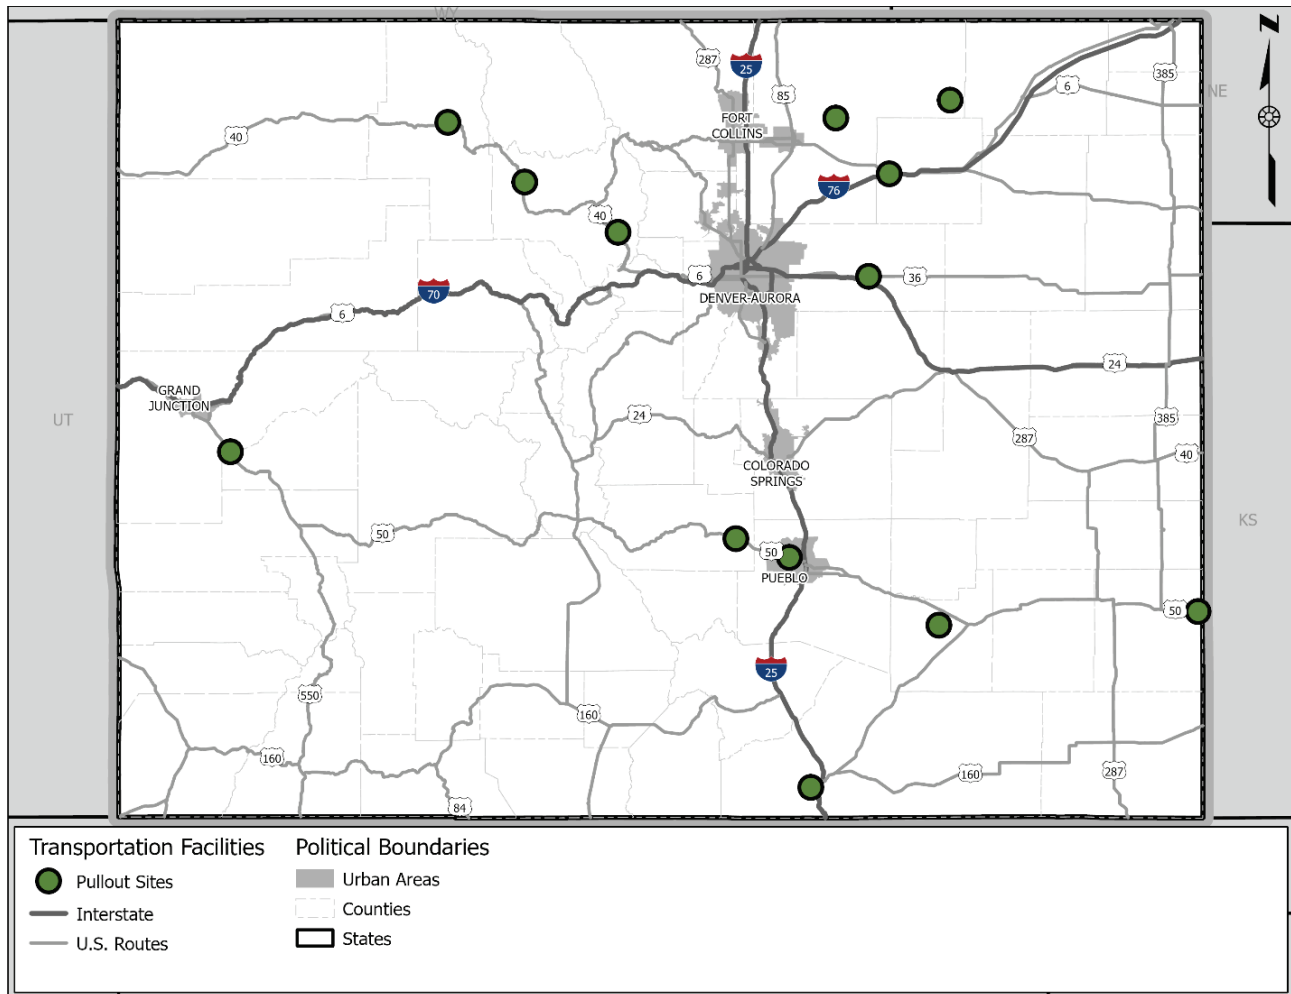 WY
N
287
25
85
385
6
NE
40
FORT
COLLINS
76
40
6
36
DENVER-AURORA
70
6
24
GRAND
JUNCTION
UT
24
385
287
40
COLORADO
SPRINGS
KS
50
50
PUEBLO
50
25
550
160
160
160
287
84
Transportation Facilities
Political Boundaries
Pullout Sites
Urban Areas
Interstate
Counties
U.S. Routes
States